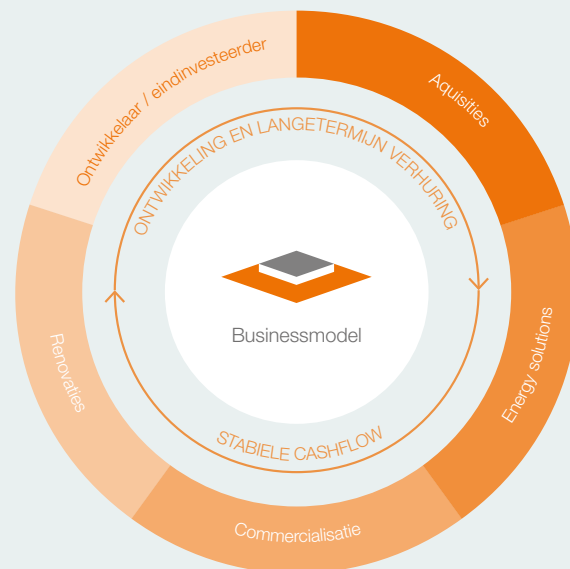 Ontwikkelaar / eindinvesteerder
Aquisities
ONTWIKKELING EN LANGETERMIJN VERHURING
Businessmodel
Energy solutions
Renovaties
STABIELE CASHFLOW
Commercialisatie